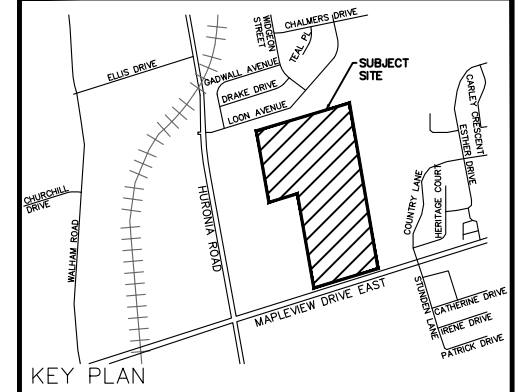 WIDGEON
STREET
CHALMERS DRIVE
TEAL PL
ELLIS DRIVE
GADWALL AVENUE
SUBJECT
SITE
DRAKE DRIVE
LOON AVENUE
CARLEY CRESCENT
ESTHER DRIVE
CHURCHILL
DRIVE
WALHAM ROAD
HURONIA ROAD
COUNTRY LANE
HERITAGE COURT
MAPLEVIEW DRIVE EAST
STUNDEN LANE
CATHERINE DRIVE
IRENE DRIVE
PATRICK DRIVE
KEY PLAN